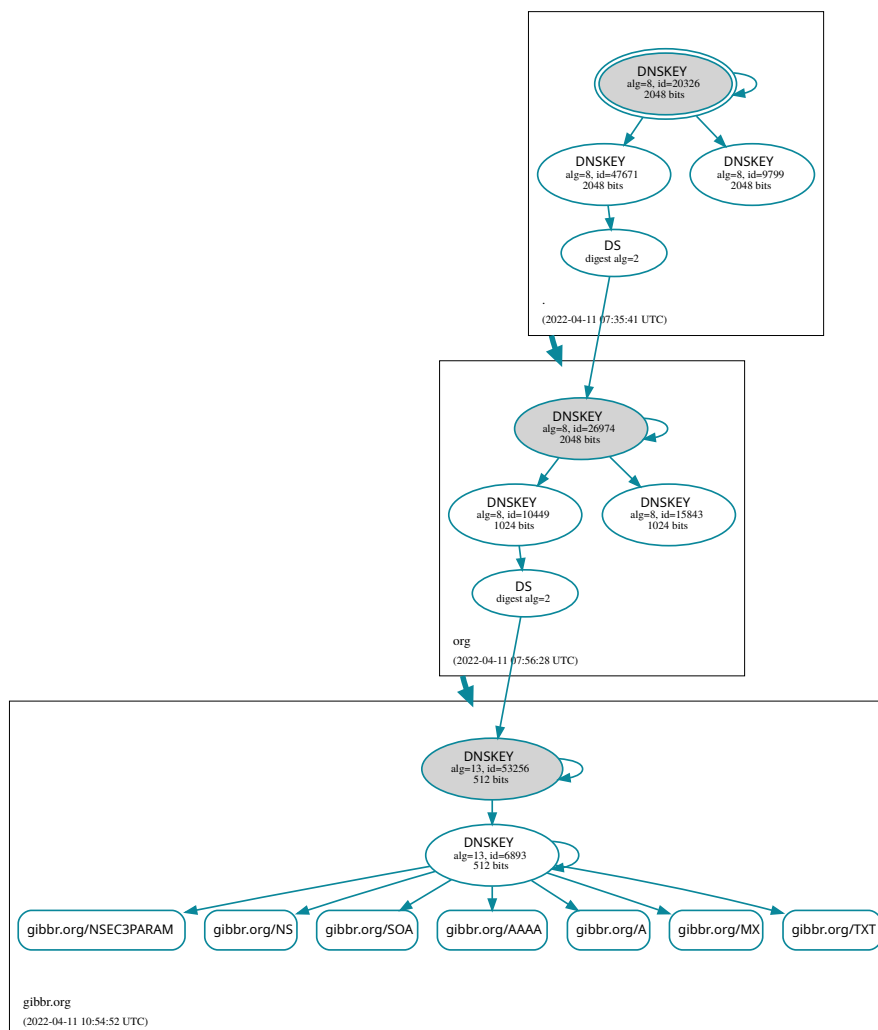 DNSKEY
alg=8, id=20326
2048 bits
DNSKEY
alg=8, id=47671
2048 bits
DNSKEY
alg=8, id=9799
2048 bits
DS
digest alg=2
.
(2022-04-11 07:35:41 UTC)
DNSKEY
alg=8, id=26974
2048 bits
DNSKEY
alg=8, id=10449
1024 bits
DNSKEY
alg=8, id=15843
1024 bits
DS
digest alg=2
org
(2022-04-11 07:56:28 UTC)
DNSKEY
alg=13, id=53256
512 bits
DNSKEY
alg=13, id=6893
512 bits
gibbr.org/NSEC3PARAM
gibbr.org/NS
gibbr.org/SOA
gibbr.org/AAAA
gibbr.org/A
gibbr.org/MX
gibbr.org/TXT
gibbr.org
(2022-04-11 10:54:52 UTC)